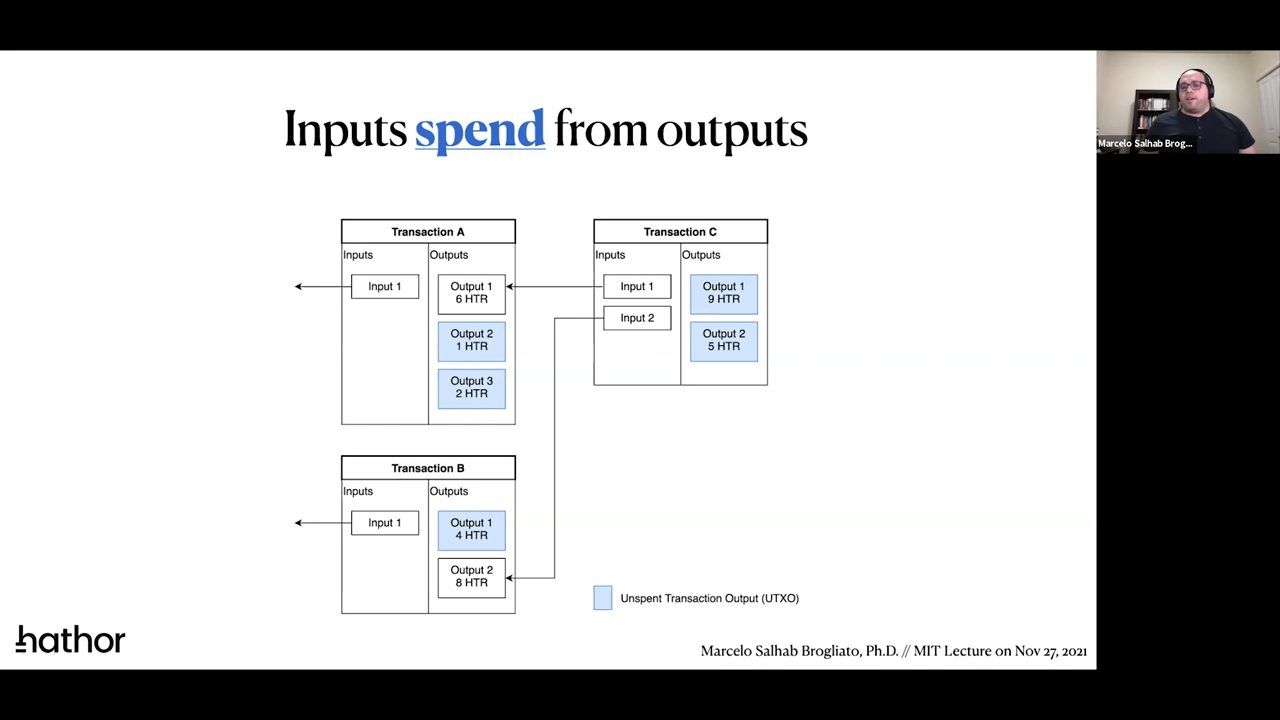 Inputs spend from outputs
Marcelo Salhab Brog...
Transaction A
Inputs
Outputs
Input 1
Output 1
6 HTR
Output 2
1 HTR
Output 3
2 HTR
Transaction C
Inputs
Outputs
Input 1
Input 2
Output 1
9 HTR
Output 2
5 HTR
Transaction B
Inputs
Outputs
Input 1
Output 1
4 HTR
Output 2
8 HTR
Unspent Transaction Output (UTXO)
hathor
Marcelo Salhab Brogliato, Ph.D. // MIT Lecture on Nov 27, 2021